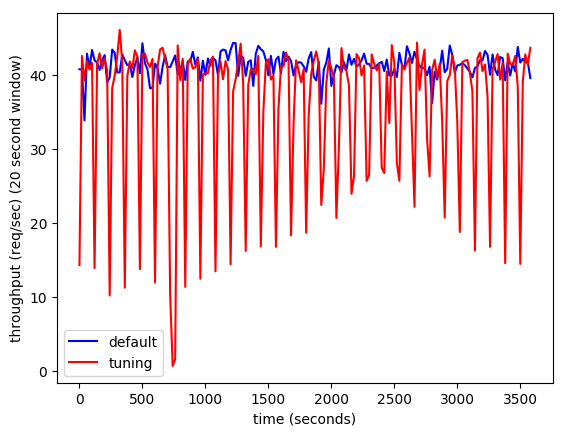 throughput (req/sec) (20 second window)
40
30
20
10
0
default
tuning
0 500 1000 1500 2000 2500 3000 3500
time (seconds)